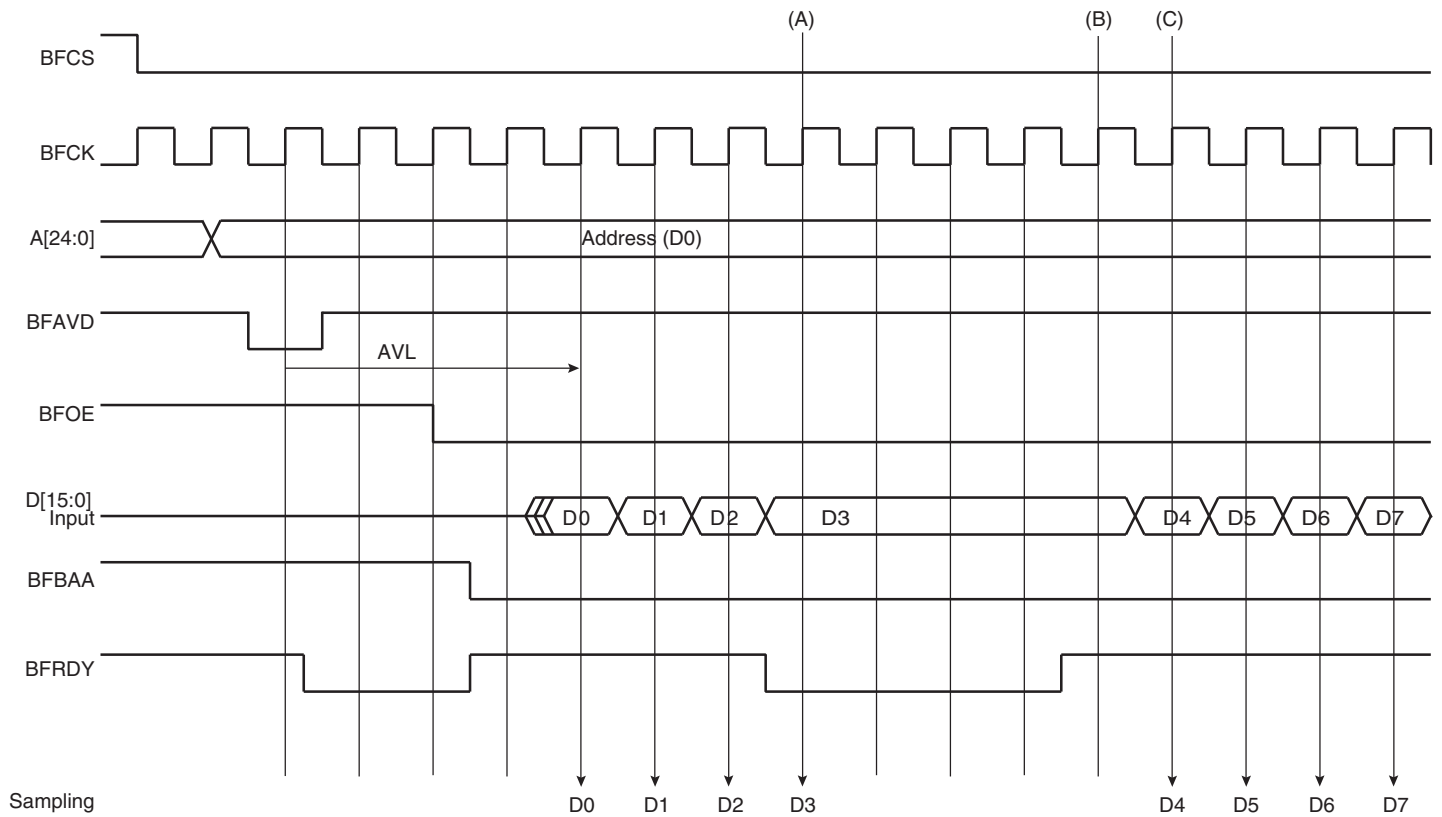 (A) (B) (C)
BFCS
BFCK
A[24:0] Address (D0)
BFAVD
AVL
BFOE
D[15:0]
Input D0 D1 D2 D3 D4 D5 D6 D7
BFBAA
BFRDY
Sampling D0 D1 D2 D3 D4 D5 D6 D7